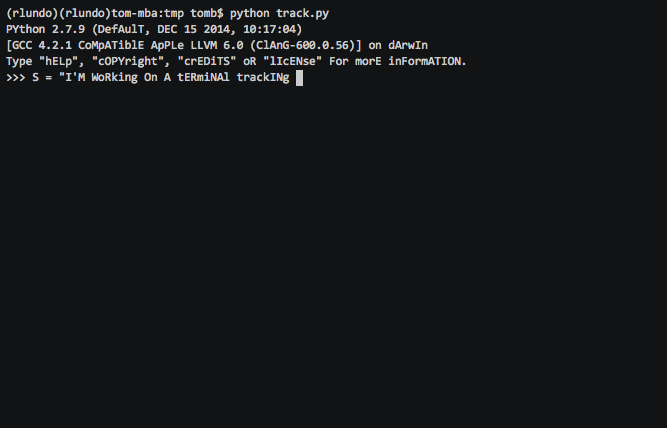 (rlundo)(rlundo)tom-mba:tmp tomb$ python track.py
PYthon 2.7.9 (DefAulT, DEC 15 2014, 10:17:04)
[GCC 4.2.1 CoMpATiblE ApPLe LLVM 6.0 (ClAnG-600.0.56)] on dArwIn
Type "hELp", "cOPYright", "crEDiTS" oR "lIcENse" For morE inForMATION.
>>> S = "I'M WoRking On A tERmiNAl trackINg